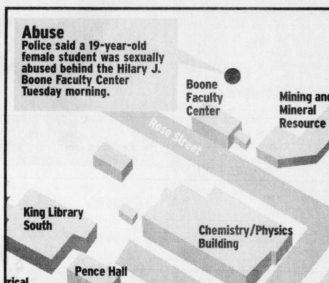 Abuse
Police said a 19-year-old
female student was sexually
abused behind the Hilary J.
Boone Faculty Center
Tuesday morning.
Boone
Faculty
Center
Mining and
Mineral
Resource
Rose Street
King Library
South
Chemistry/Physics
Building
Pence Hall
rical